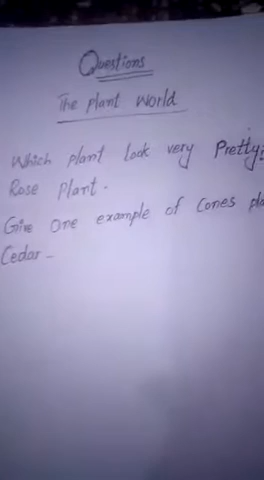 Questions
The plant world
Which plant look very Pretty
Rose Plant.
Give one example of Cones
Cedar -